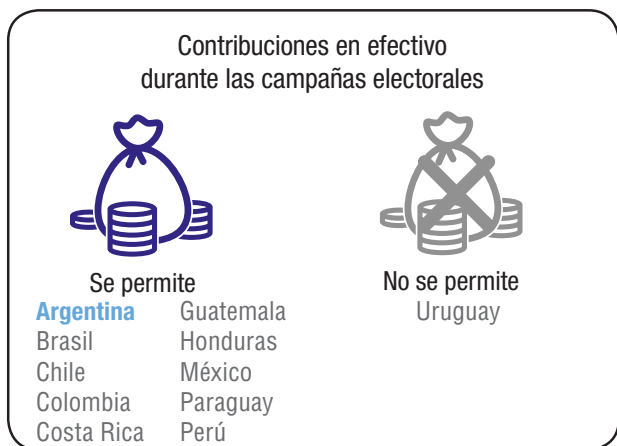 Contribuciones en efectivo
durante las campañas electorales
Se permite
Argentina
Brasil
Chile
Colombia
Costa Rica
Guatemala
Honduras
México
Paraguay
Perú
No se permite
Uruguay